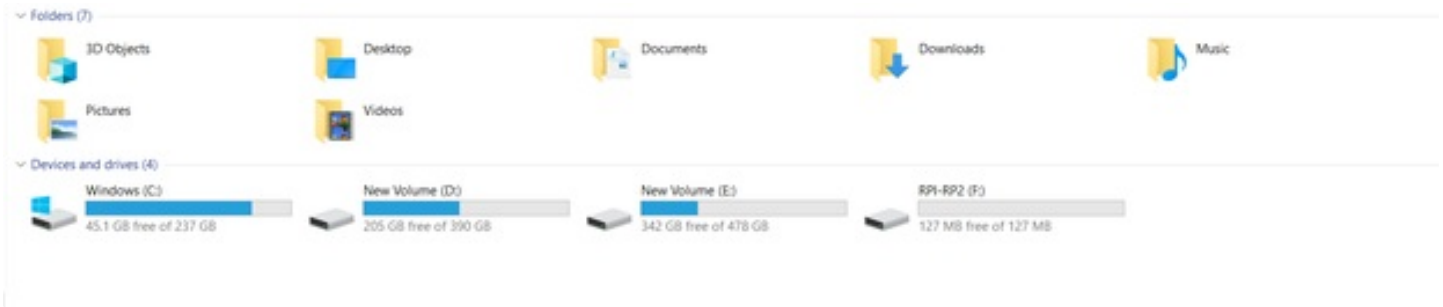 Folders (7)
3D Objects
Desktop
Documents
Downloads
Music
Pictures
Videos
Devices and drives (4)
Windows (C:)
45.1 GB free of 237 GB
New Volume (D:)
205 GB free of 390 GB
New Volume (E:)
342 GB free of 478 GB
RPI-RP2 (F:)
127 MB free of 127 MB